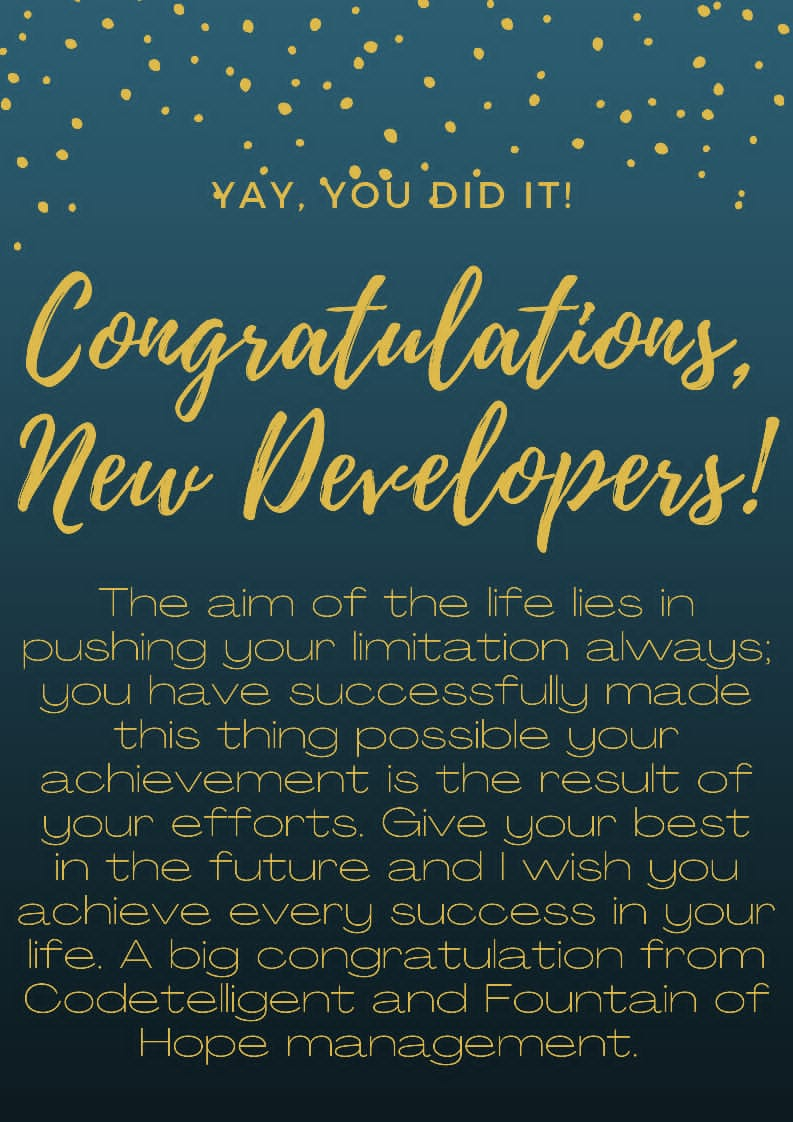 YAY, YOU DID IT!
Congratulations,
New Developers!
The aim of the life lies in
pushing your limitation always;
you have successfully made
this thing possible your
achievement is the result of
your efforts. Give your best
in the future and I wish you
achieve every success in your
life. A big congratulation from
Codetelligent and Fountain of
Hope management.